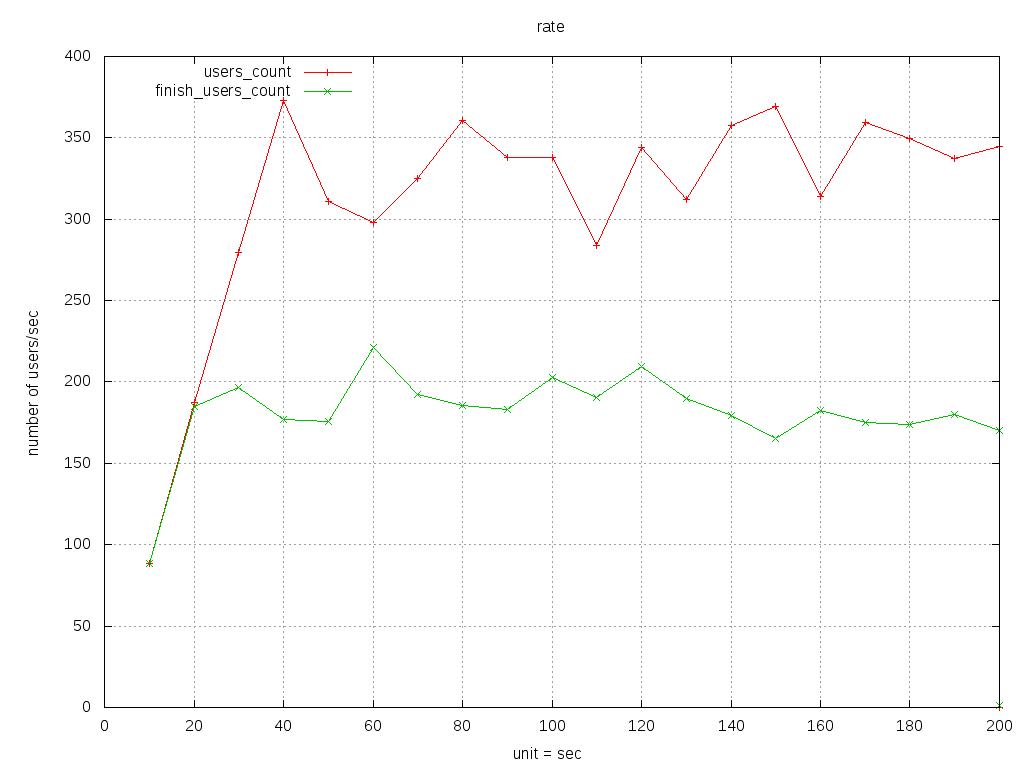 rate
400
350
300
250
200
150
100
50
0
users_count
finish_users_count
number of users/sec
0 20 40 60 80 100 120 140 160 180 200
unit = sec